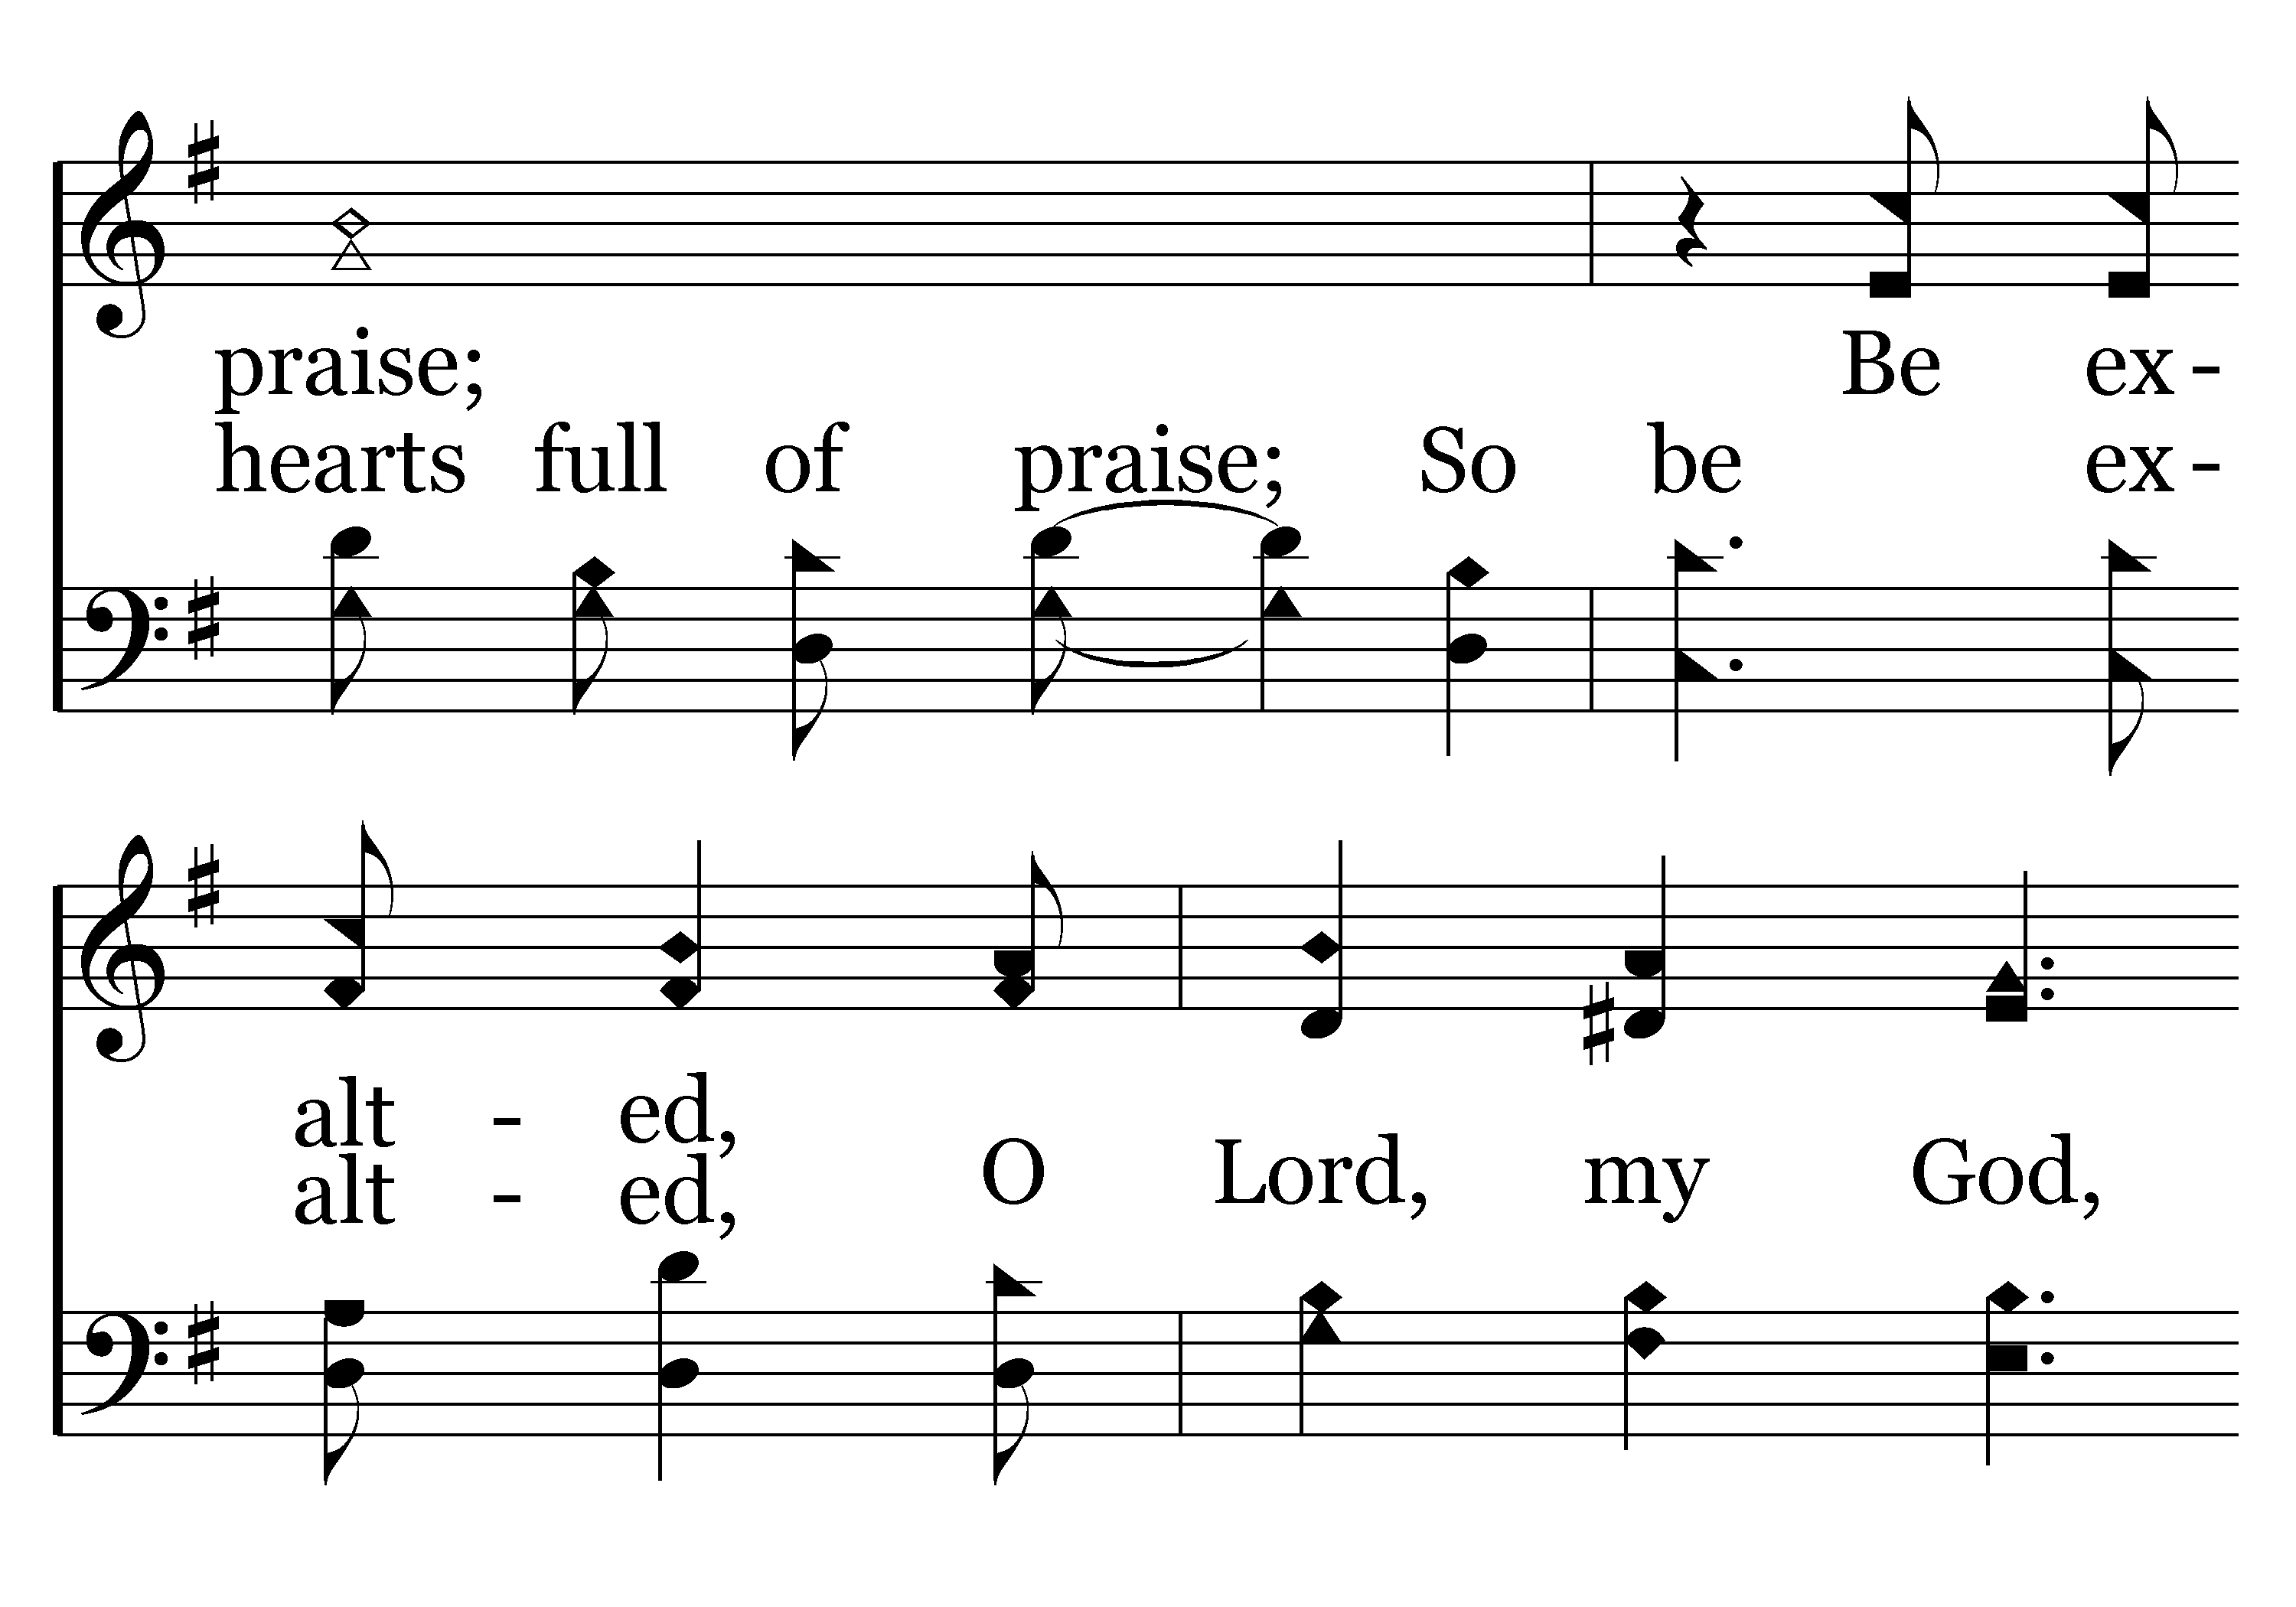 praise; Be ex-
hearts full of praise; So be ex-
alt - ed,
alt - ed, O Lord, my God,